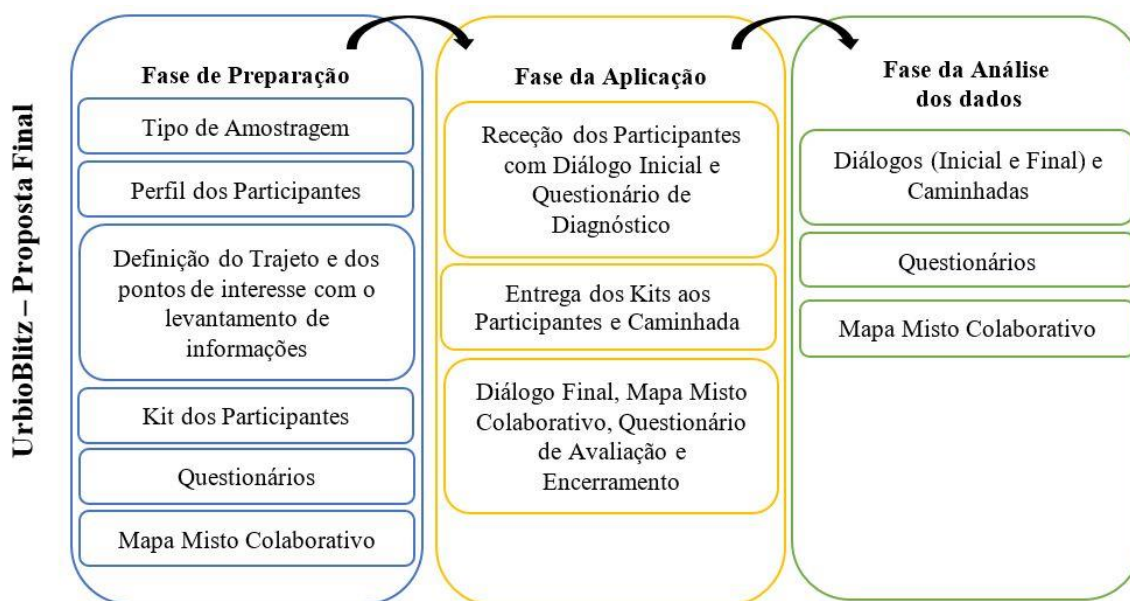 UrbioBlitz – Proposta Final
Fase de Preparação
Tipo de Amostragem
Perfil dos Participantes
Definição do Trajeto e dos
pontos de interesse com o
levantamento de
informações
Kit dos Participantes
Questionários
Mapa Misto Colaborativo
Fase da Aplicação
Receção dos Participantes
com Diálogo Inicial e
Questionário de
Diagnóstico
Entrega dos Kits aos
Participantes e Caminhada
Diálogo Final, Mapa Misto
Colaborativo, Questionário
de Avaliação e
Encerramento
Fase da Análise
dos dados
Diálogos (Inicial e Final) e
Caminhadas
Questionários
Mapa Misto Colaborativo